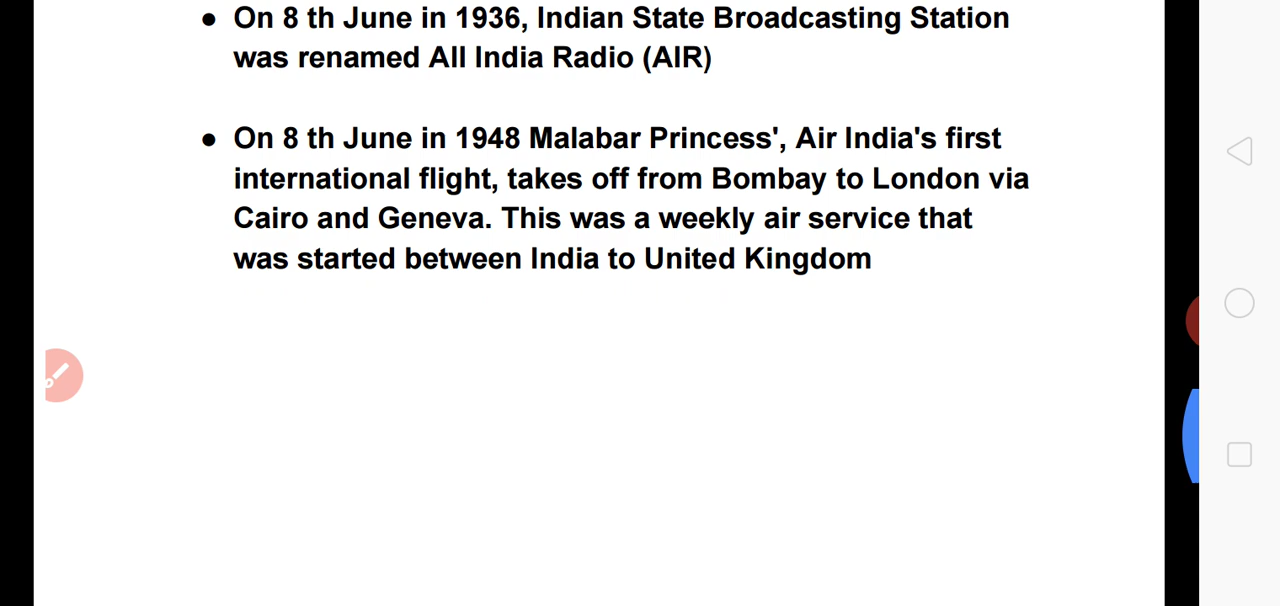 ● On 8 th June in 1936, Indian State Broadcasting Station
was renamed All India Radio (AIR)
● On 8 th June in 1948 Malabar Princess', Air India's first
international flight, takes off from Bombay to London via
Cairo and Geneva. This was a weekly air service that
was started between India to United Kingdom